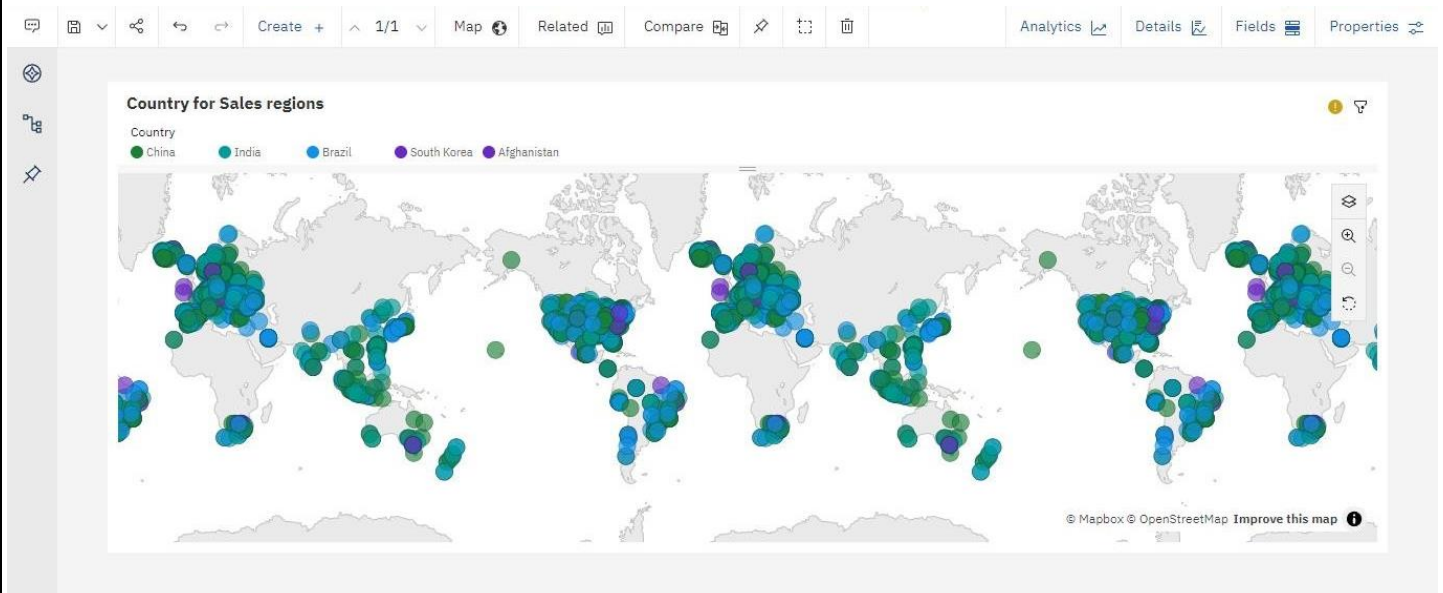 Create + 1/1 Map Related Compare Analytics Details Fields Properties
Country for Sales regions
Country
China India Brazil South Korea Afghanistan
© Mapbox © OpenStreetMap Improve this map